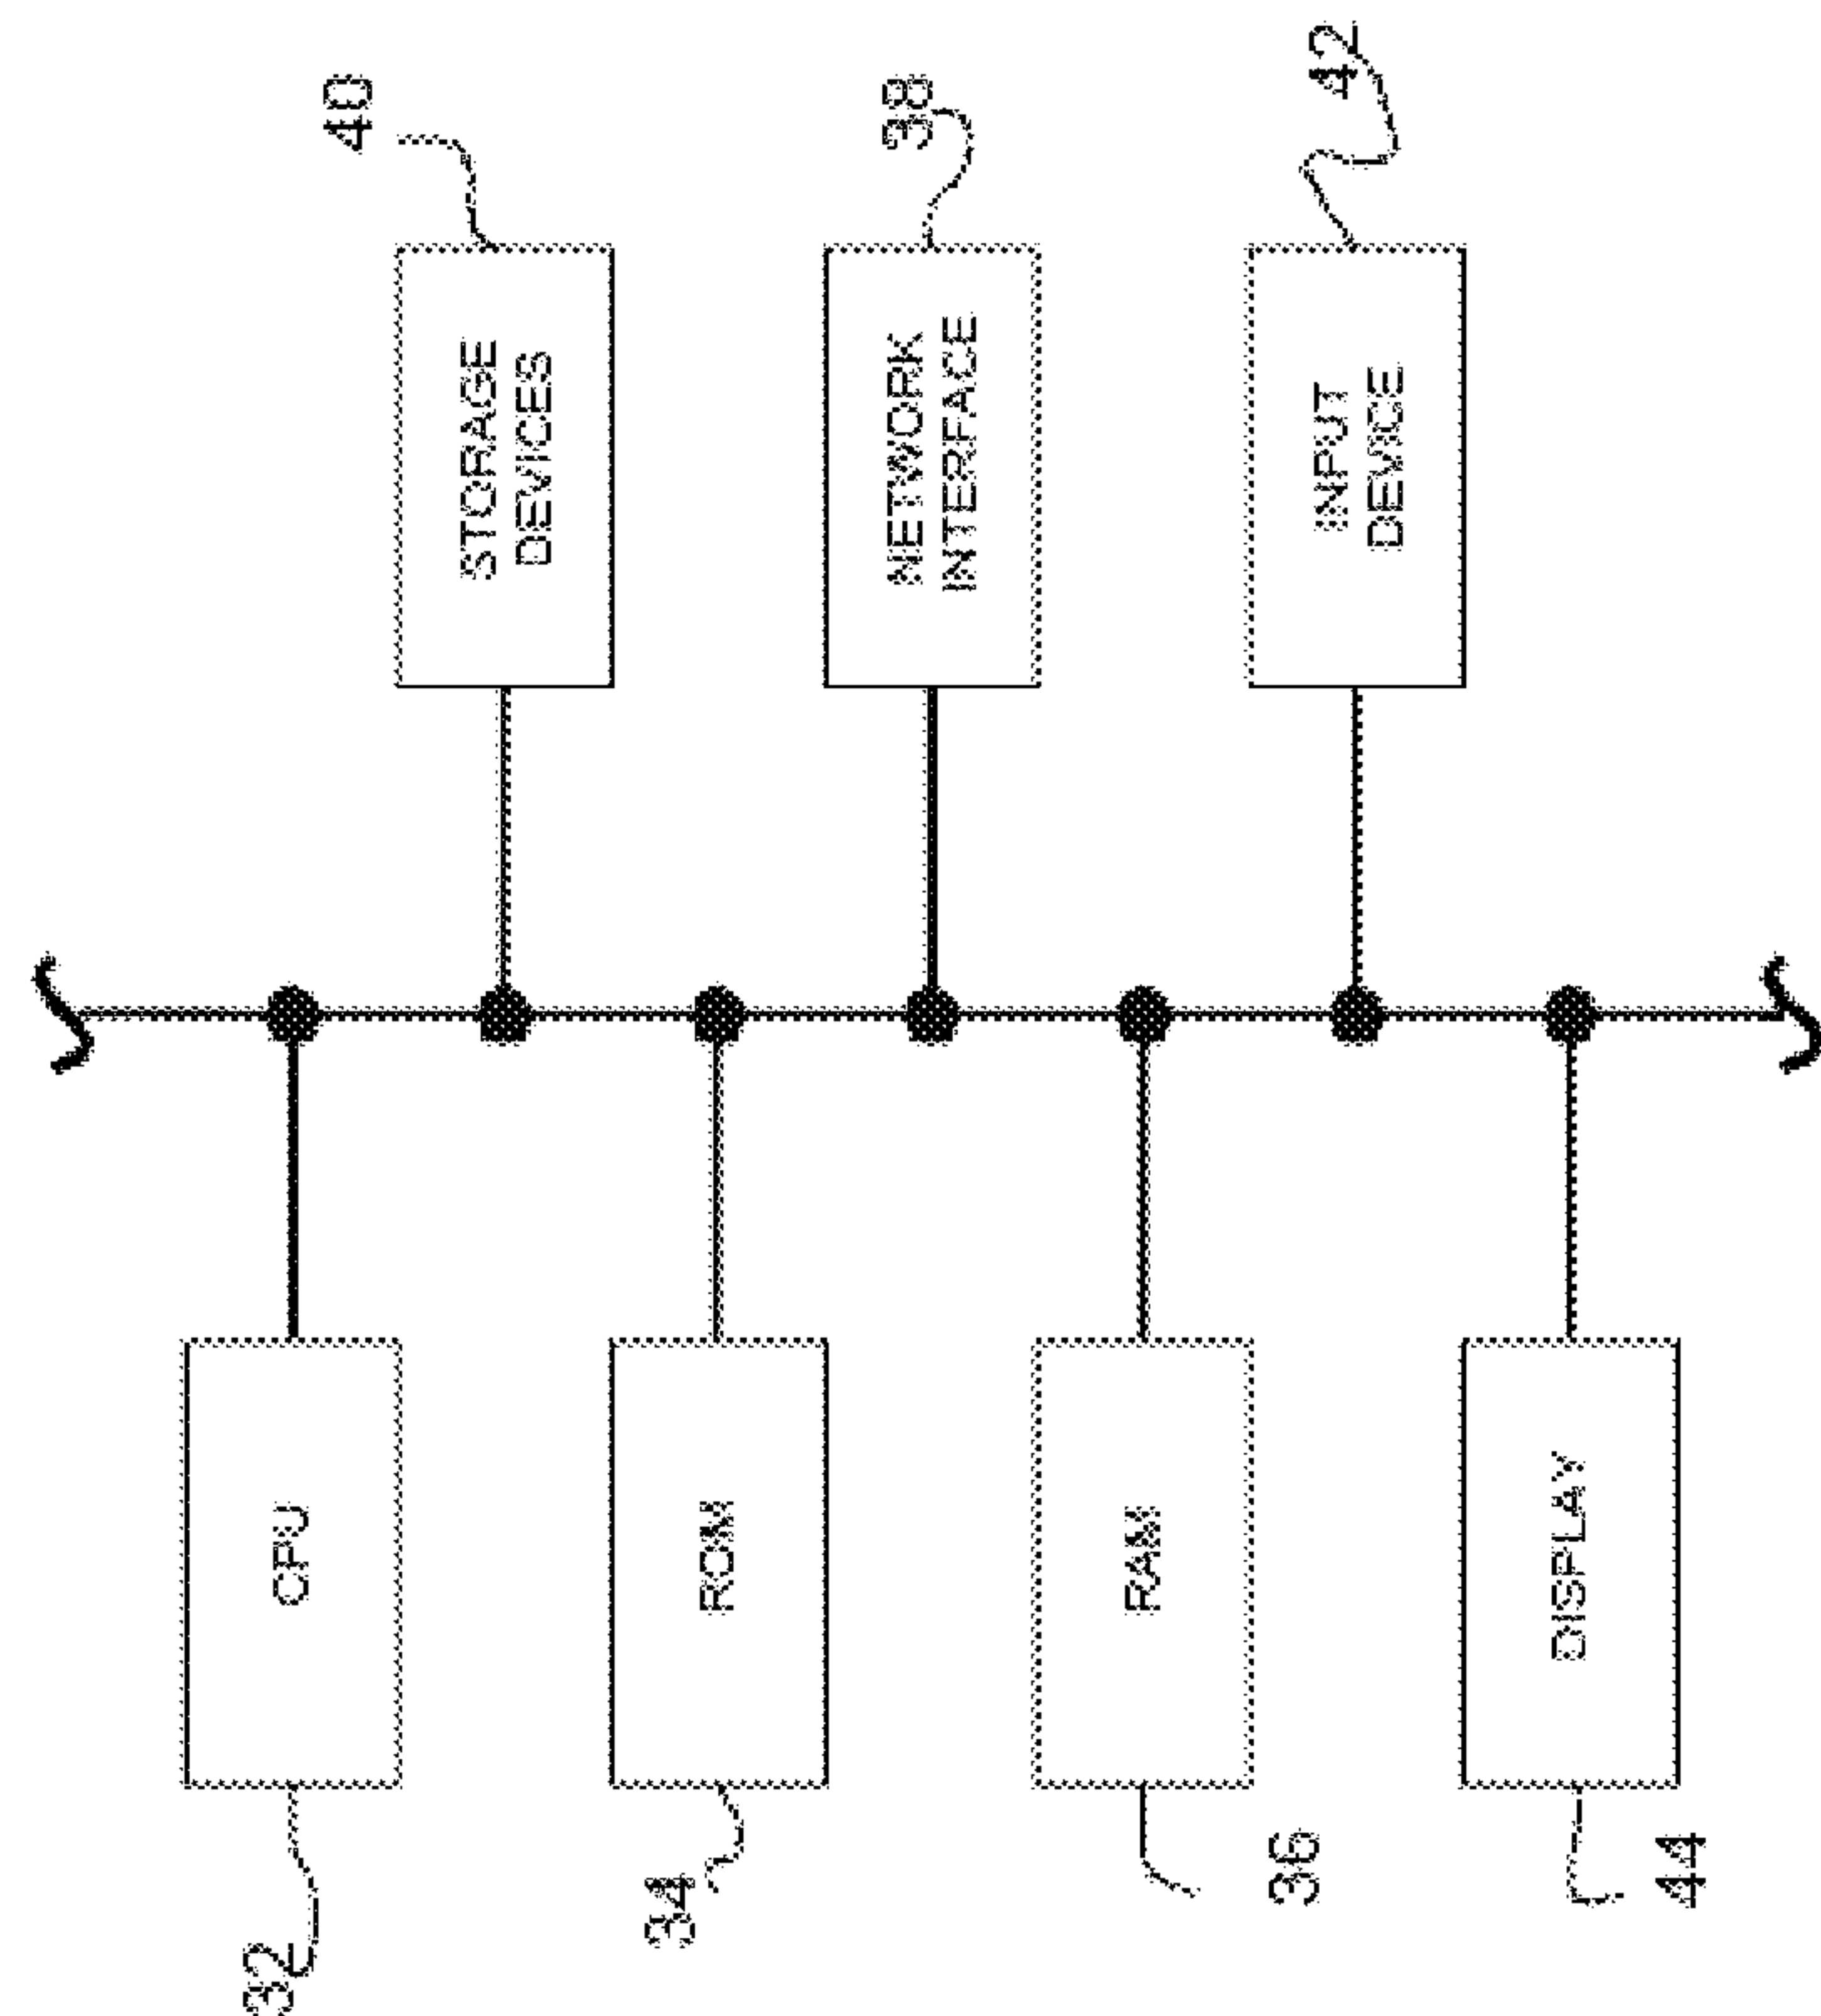 32
CPU
40
STORAGE
DEVICES
34
ROM
38
NETWORK
INTERFACE
RAM
36
42
INPUT
DEVICE
DISPLAY
44